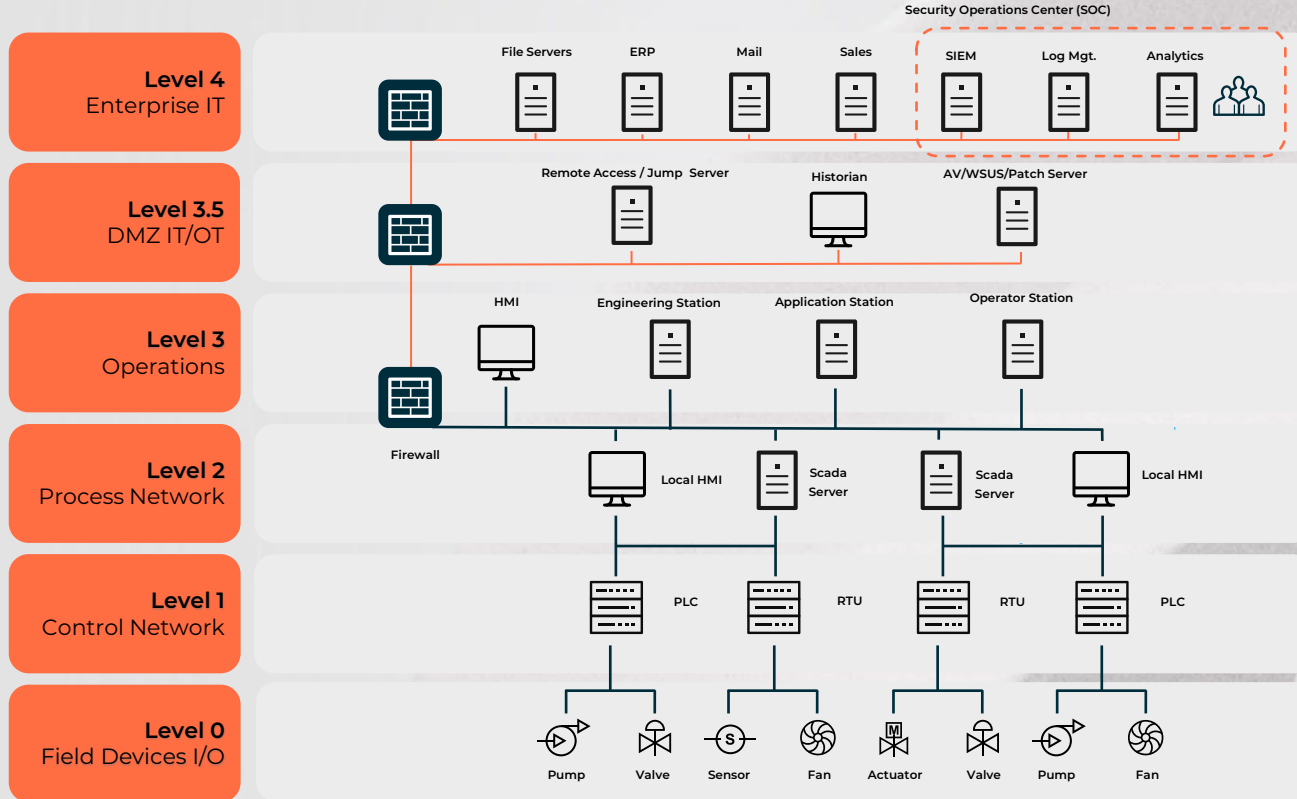 Security Operations Center (SOC)
Level 4
Enterprise IT
File Servers
ERP
Mail
Sales
SIEM
Log Mgt.
Analytics
Level 3.5
DMZ IT/OT
Remote Access / Jump Server
Historian
AV/WSUS/Patch Server
Level 3
Operations
HMI
Engineering Station
Application Station
Operator Station
Firewall
Level 2
Process Network
Local HMI
Scada
Server
Scada
Server
Local HMI
Level 1
Control Network
PLC
RTU
RTU
PLC
Level 0
Field Devices I/O
S
M
Pump
Valve
Sensor
Fan
Actuator
Valve
Pump
Fan